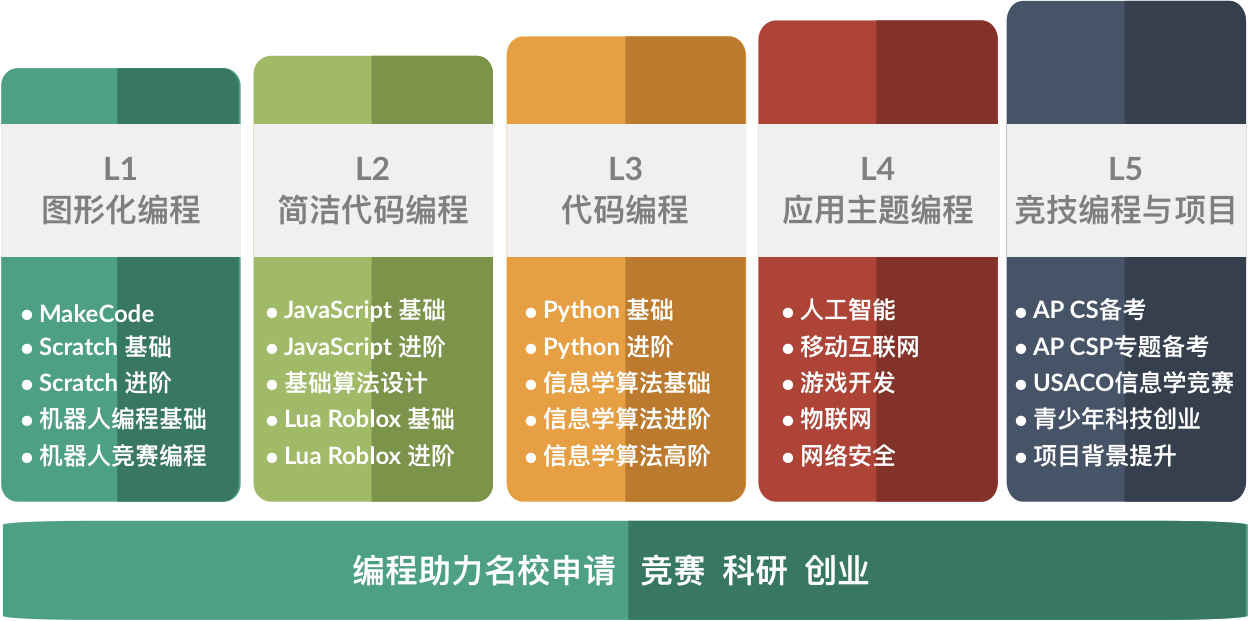 L1
图形化编程
• MakeCode
• Scratch 基础
• Scratch 进阶
• 机器人编程基础
• 机器人竞赛编程
L2
简洁代码编程
• JavaScript 基础
• JavaScript 进阶
• 基础算法设计
• Lua Roblox 基础
• Lua Roblox 进阶
L3
代码编程
• Python 基础
• Python 进阶
• 信息学算法基础
• 信息学算法进阶
• 信息学算法高阶
L4
应用主题编程
• 人工智能
• 移动互联网
• 游戏开发
• 物联网
• 网络安全
L5
竞技编程与项目
• AP CS备考
• AP CSP专题备考
• USACO信息学竞赛
• 青少年科技创业
• 项目背景提升
编程助力名校申请 竞赛 科研 创业